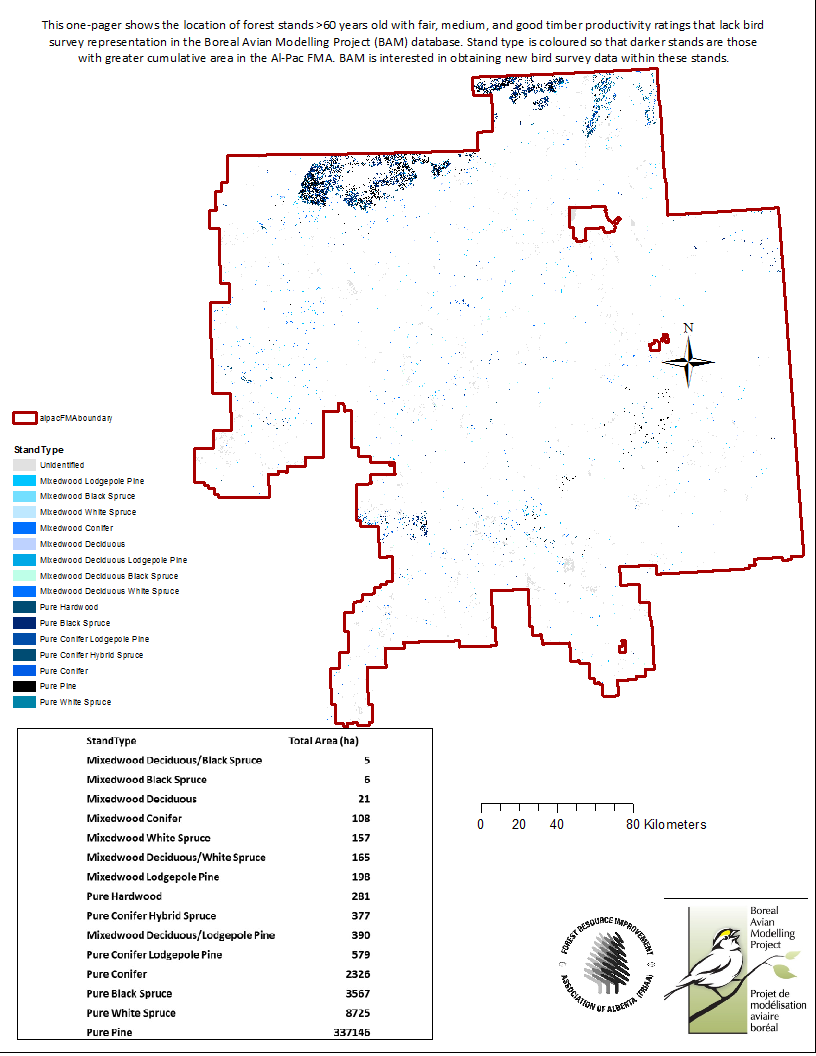 This one-pager shows the location of forest stands >60 years old with fair, medium, and good timber productivity ratings that lack bird
survey representation in the Boreal Avian Modelling Project (BAM) database. Stand type is coloured so that darker stands are those
with greater cumulative area in the Al-Pac FMA. BAM is interested in obtaining new bird survey data within these stands.
N
alpacFMAboundary
StandType
Unidentified
Mixedwood Lodgepole Pine
Mixedwood Black Spruce
Mixedwood White Spruce
Mixedwood Conifer
Mixedwood Deciduous
Mixedwood Deciduous Lodgepole Pine
Mixedwood Deciduous Black Spruce
Mixedwood Deciduous White Spruce
Pure Hardwood
Pure Black Spruce
Pure Conifer Lodgepole Pine
Pure Conifer Hybrid Spruce
Pure Conifer
Pure Pine
Pure White Spruce
StandType Total Area (ha)
Mixedwood Deciduous/Black Spruce 5
Mixedwood Black Spruce 6
Mixedwood Deciduous 21
Mixedwood Conifer 108
Mixedwood White Spruce 157
Mixedwood Deciduous/White Spruce 165
Mixedwood Lodgepole Pine 198
Pure Hardwood 281
Pure Conifer Hybrid Spruce 377
Mixedwood Deciduous/Lodgepole Pine 390
Pure Conifer Lodgepole Pine 579
Pure Conifer 2326
Pure Black Spruce 3567
Pure White Spruce 8725
Pure Pine 337146
0 20 40 80 Kilometers
FOREST RESOURCE IMPROVEMENT
ASSOCIATION OF ALBERTA (FRIAA)
Boreal
Avian
Modelling
Project
Projet de
modélisation
aviaire
boréal